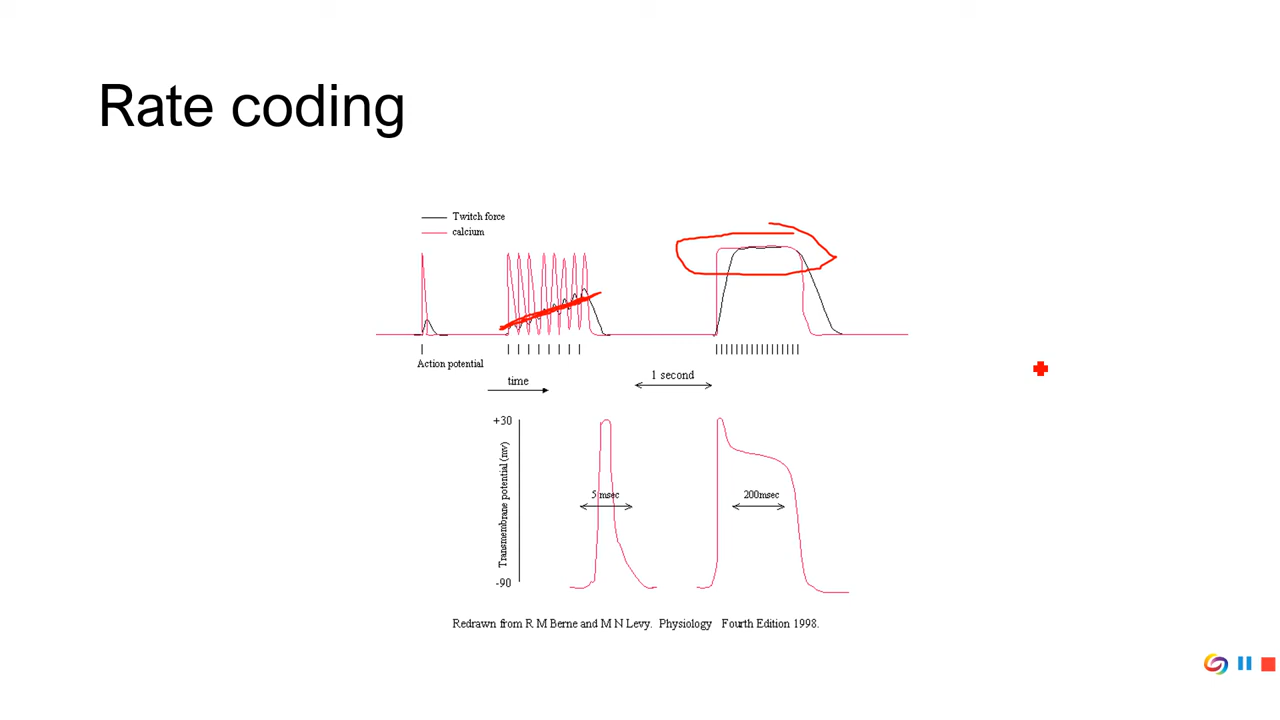 Rate coding
Twitch force
calcium
Action potential
time
1 second
+30
Transmembrane potential (mv)
5 msec
200msec
-90
Redrawn from R M Berne and M N Levy. Physiology Fourth Edition 1998.